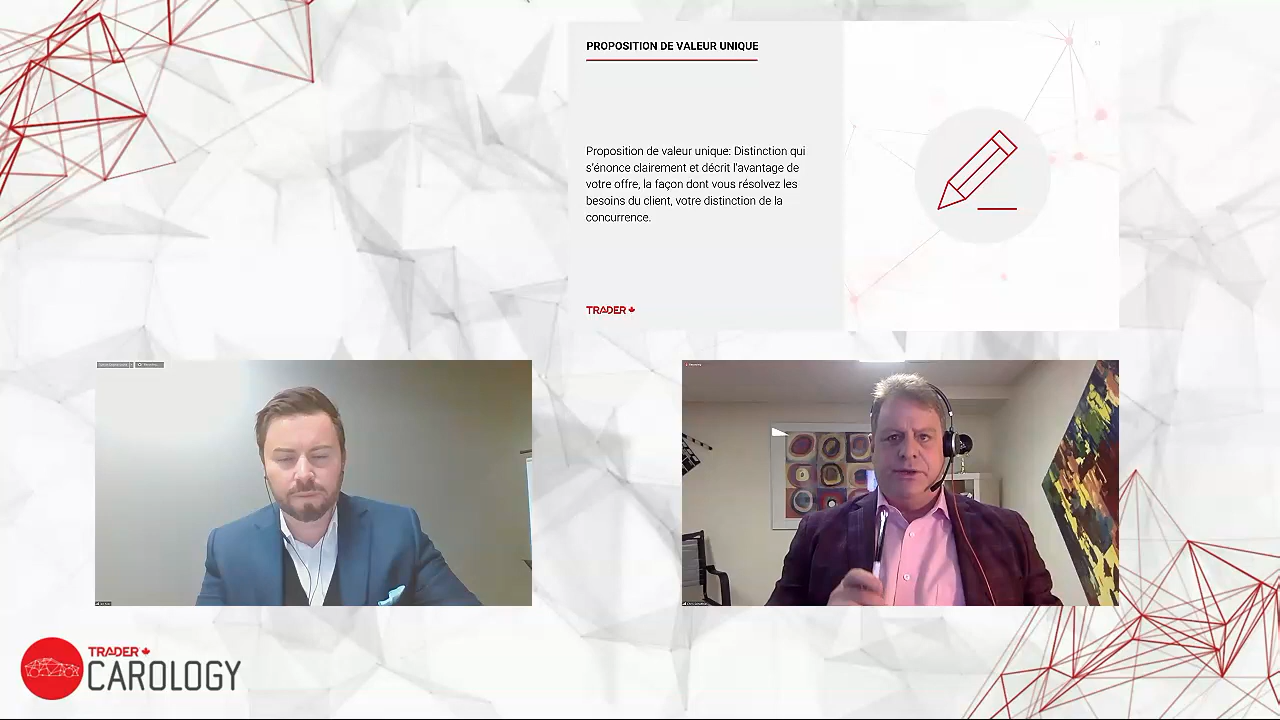 PROPOSITION DE VALEUR UNIQUE
51
Proposition de valeur unique: Distinction qui
s'énonce clairement et décrit l'avantage de
votre offre, la façon dont vous résolvez les
besoins du client, votre distinction de la
concurrence.
TRADER
TRADER
CAROLOGY